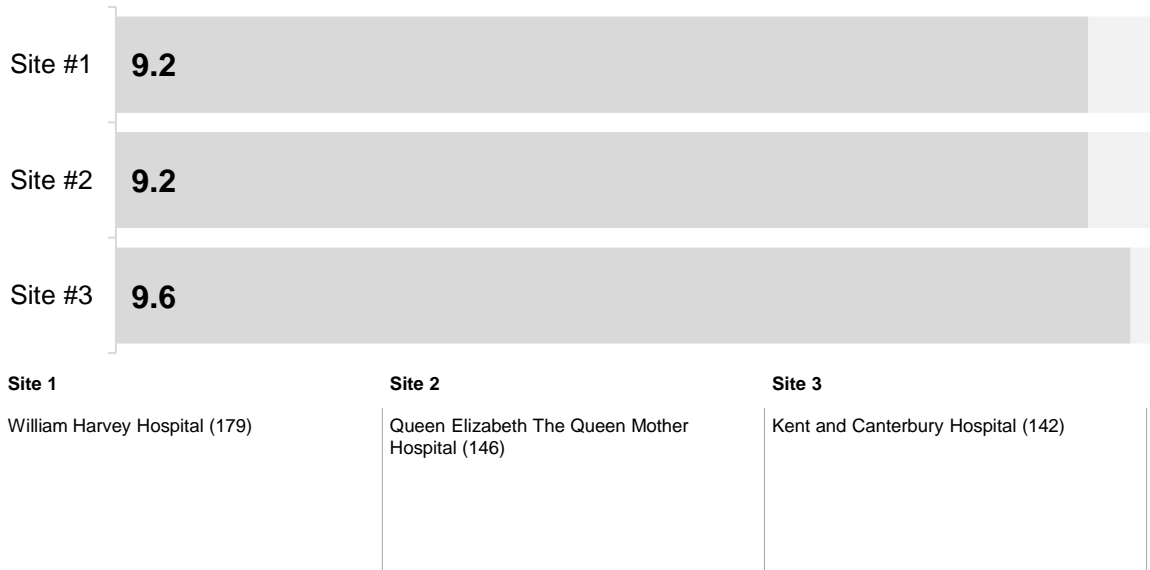 Site #1 9.2
Site #2 9.2
Site #3 9.6
Site 1
William Harvey Hospital (179)
Site 2
Queen Elizabeth The Queen Mother
Hospital (146)
Site 3
Kent and Canterbury Hospital (142)